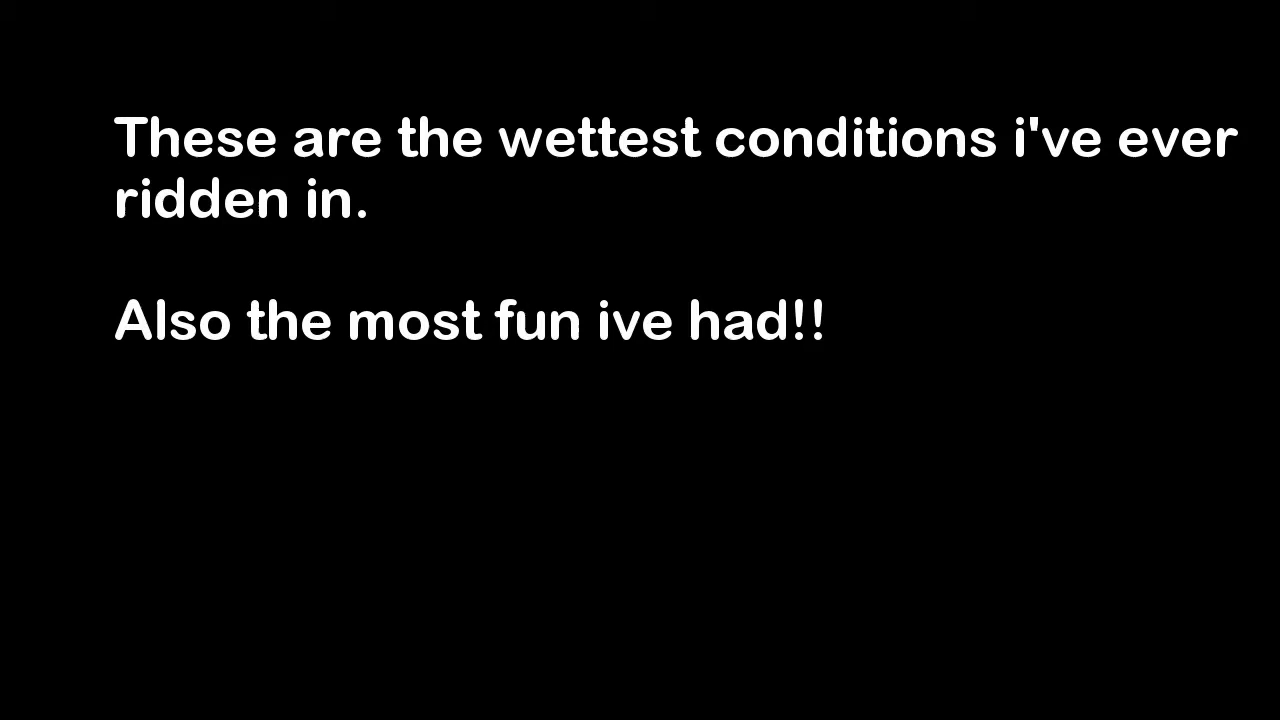 These are the wettest conditions i've ever
ridden in.
Also the most fun ive had!!